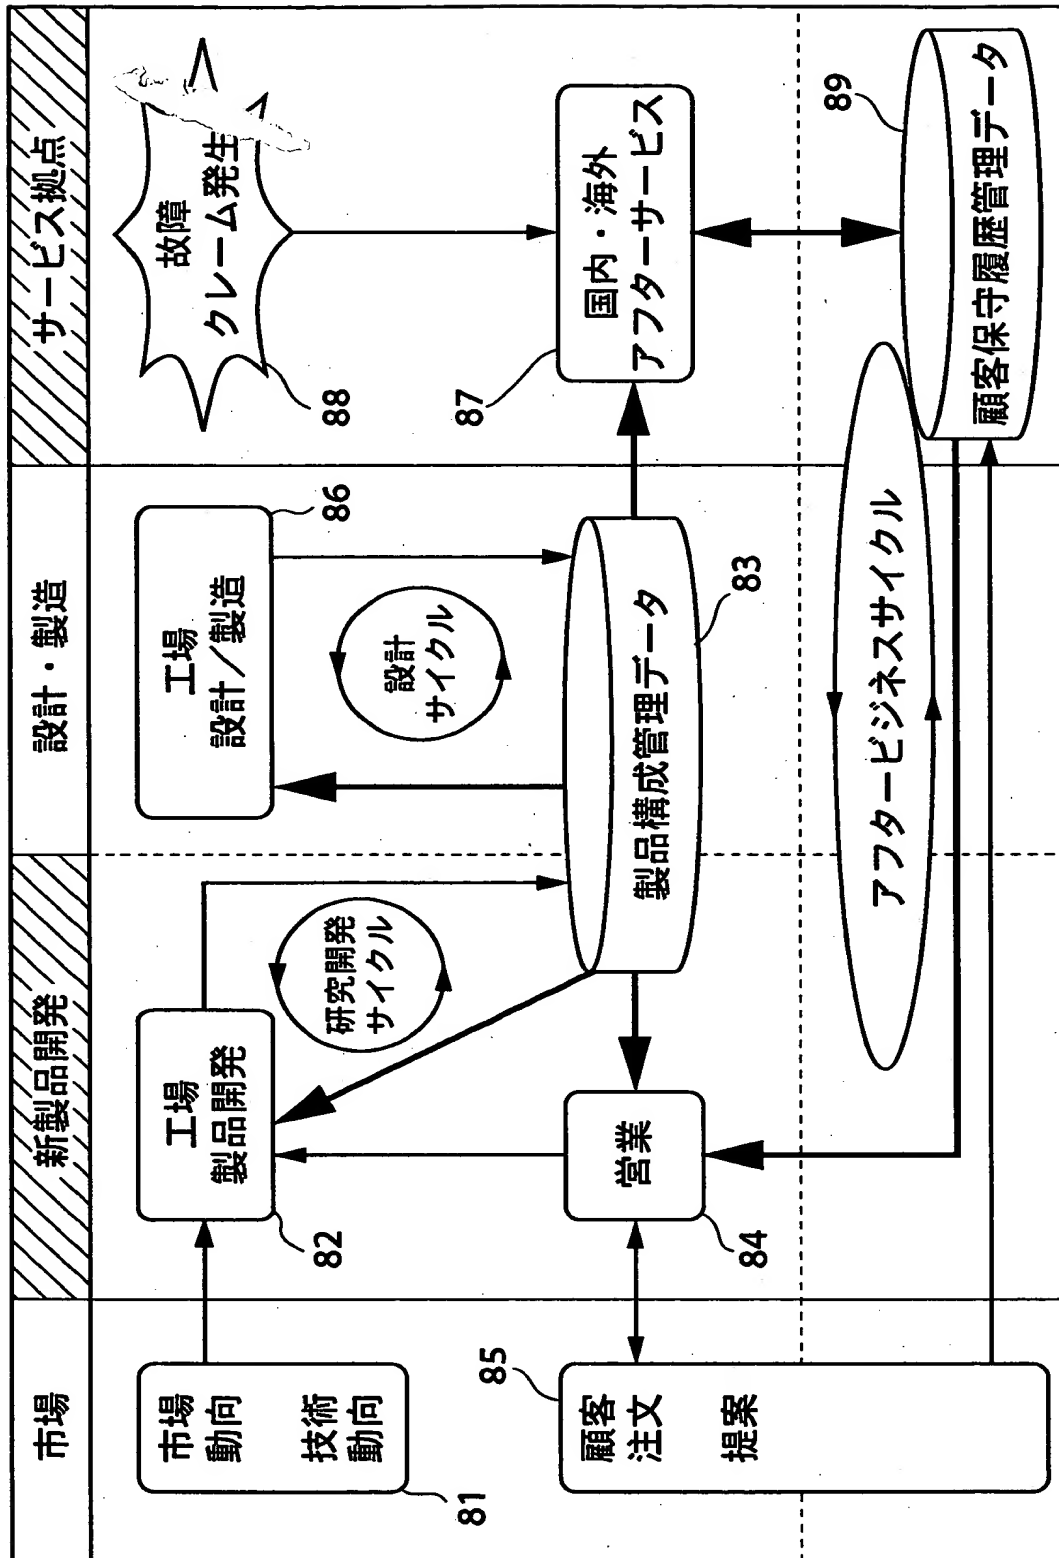 市場
新製品開発
設計・製造
サービス拠点
市場
動向
技術
動向
81
工場
製品開発
82
研究開発
サイクル
工場
設計/製造
86
設計
サイクル
故障
クレーム発生
88
顧客
注文
提案
85
営業
84
製品構成管理データ
83
国内・海外
アフターサービス
87
アフタービジネスサイクル
顧客保守履歴管理データ
89